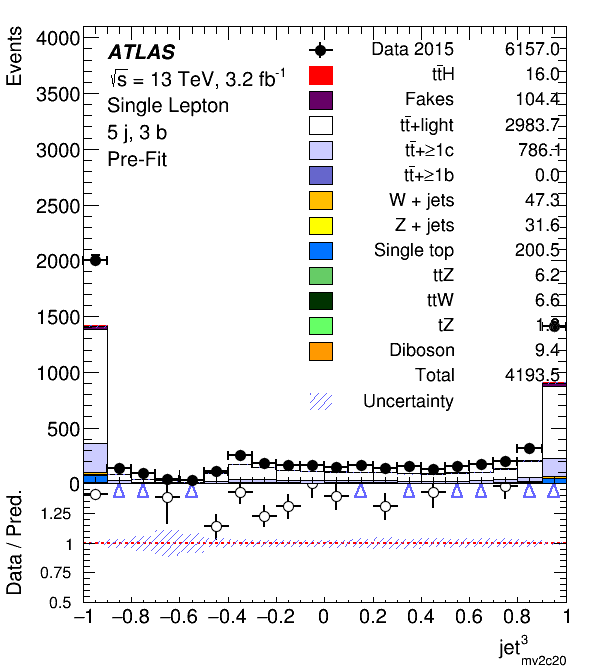 Events
4000
3500
3000
2500
2000
1500
1000
500
0
ATLAS
√s = 13 TeV, 3.2 fb⁻¹
Single Lepton
5 j, 3 b
Pre-Fit
Data 2015 6157.0
tt̄H 16.0
Fakes 104.4
tt̄+light 2983.7
tt̄+≥1c 786.1
tt̄+≥1b 0.0
W + jets 47.3
Z + jets 31.6
Single top 200.5
ttZ 6.2
ttW 6.6
tZ
Diboson 9.4
Total 4193.5
Uncertainty
Data / Pred.
1.25
1
0.75
0.5
−1 −0.8 −0.6 −0.4 −0.2 0 0.2 0.4 0.6 0.8 1
jet³mv2c20